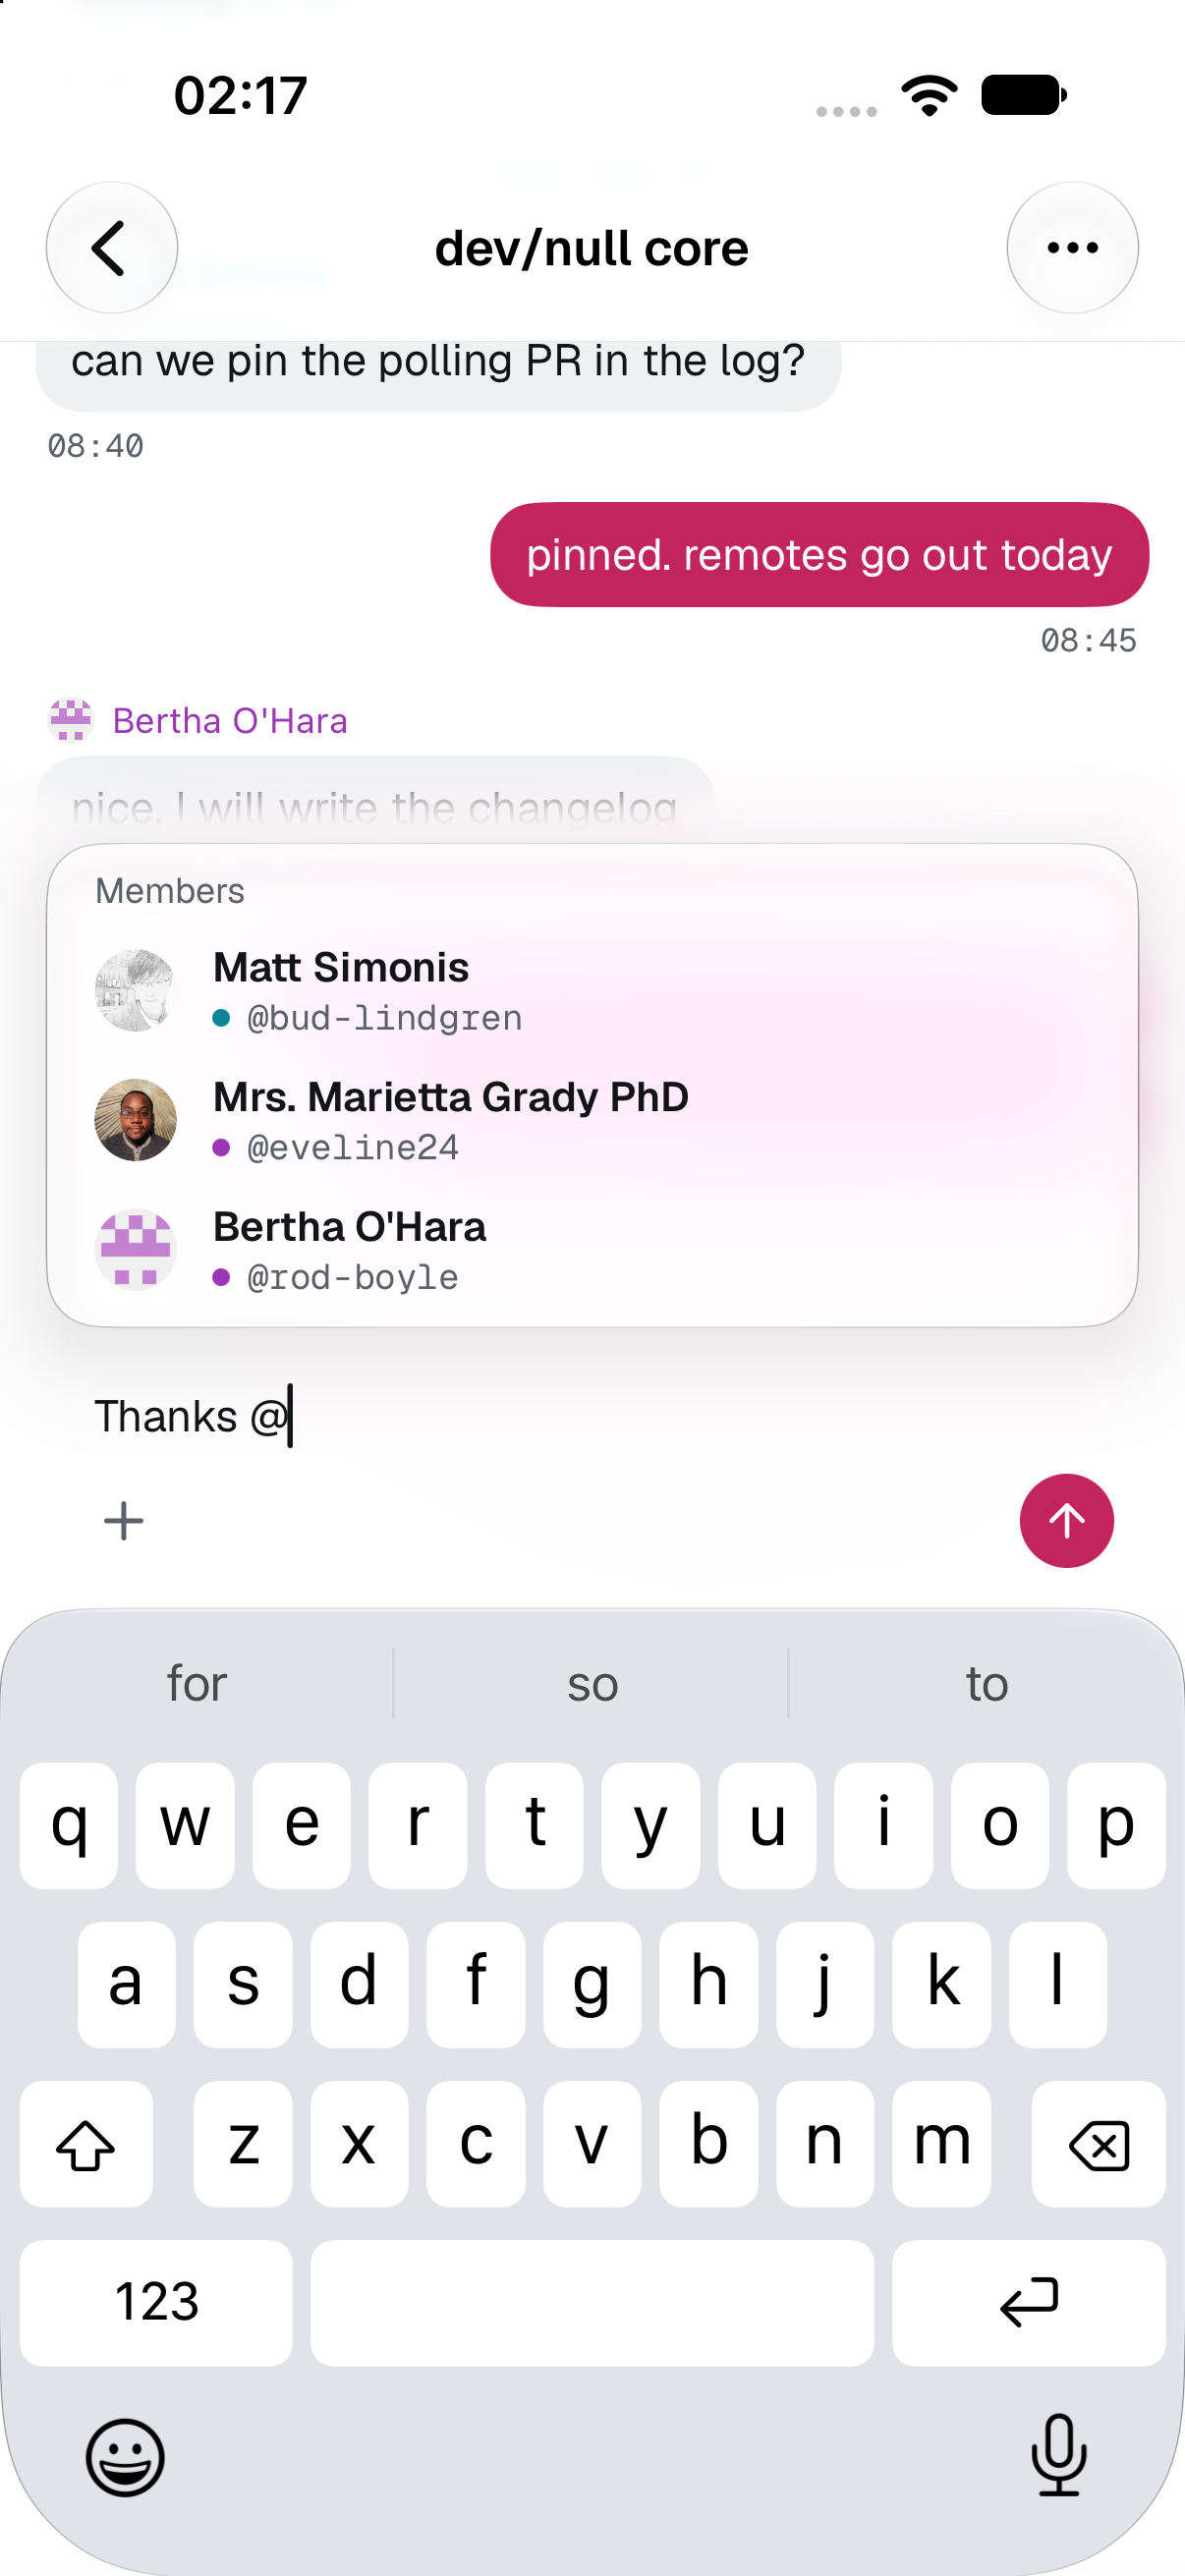 02:17
dev/null core
can we pin the polling PR in the log?
08:40
pinned. remotes go out today
08:45
Bertha O'Hara
nice. I will write the changelog
Members
Matt Simonis
@bud-lindgren
Mrs. Marietta Grady PhD
@eveline24
Bertha O'Hara
@rod-boyle
Thanks @
for so to
q w e r t y u i o p
a s d f g h j k l
z x c v b n m
123